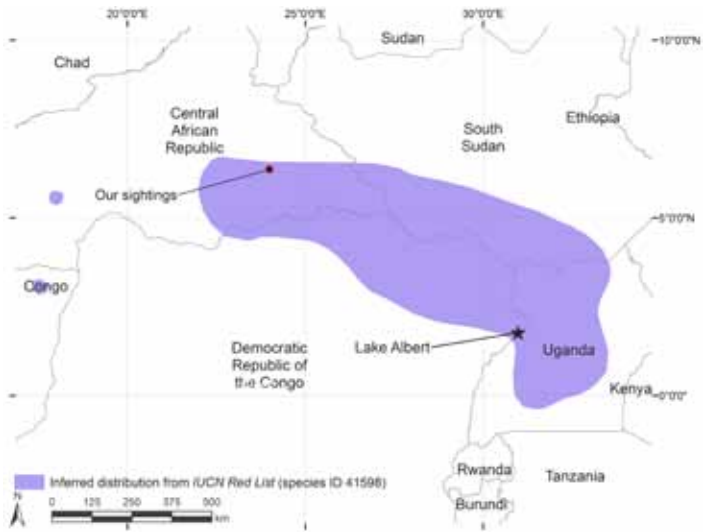 20°0'0"E
25°0'0"E
30°0'0"E
Sudan
10°0'0"N
Chad
Central
African
Republic
South
Sudan
Ethiopia
Our sightings
5°0'0"N
Congo
Lake Albert
Democratic
Republic of
the Congo
Uganda
Kenya
0°0'0"
Rwanda
Tanzania
Burundi
Inferred distribution from IUCN Red List (species ID 41598)
N
0 125 250 375 500
km